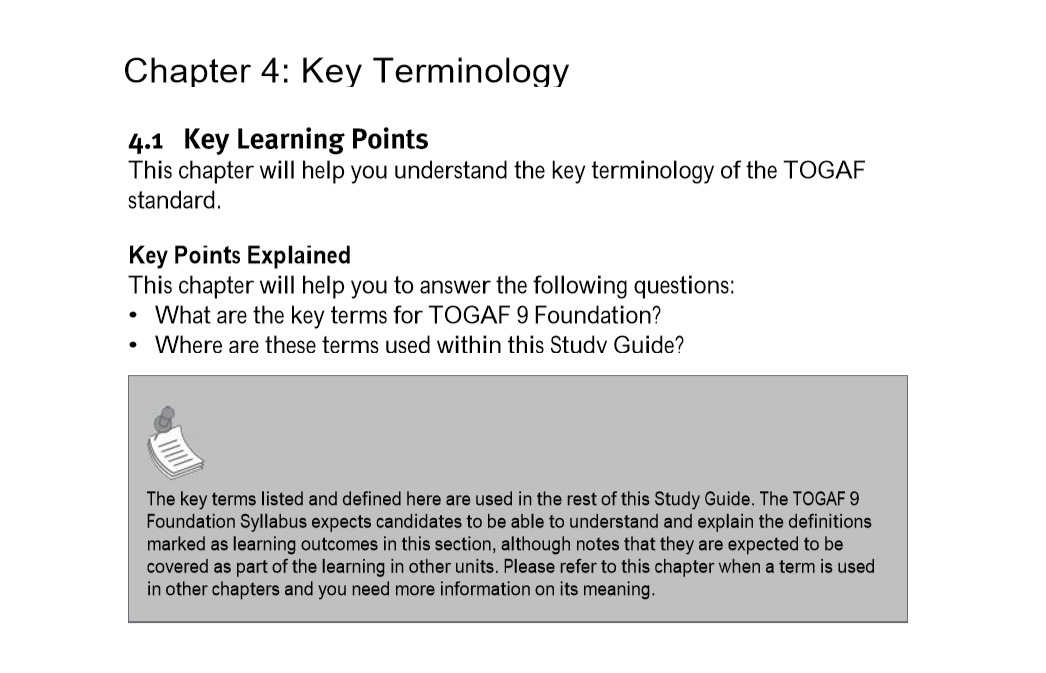 Chapter 4: Key Terminology
4.1 Key Learning Points
This chapter will help you understand the key terminology of the TOGAF
standard.
Key Points Explained
This chapter will help you to answer the following questions:
• What are the key terms for TOGAF 9 Foundation?
• Where are these terms used within this Study Guide?
The key terms listed and defined here are used in the rest of this Study Guide. The TOGAF 9
Foundation Syllabus expects candidates to be able to understand and explain the definitions
marked as learning outcomes in this section, although notes that they are expected to be
covered as part of the learning in other units. Please refer to this chapter when a term is used
in other chapters and you need more information on its meaning.